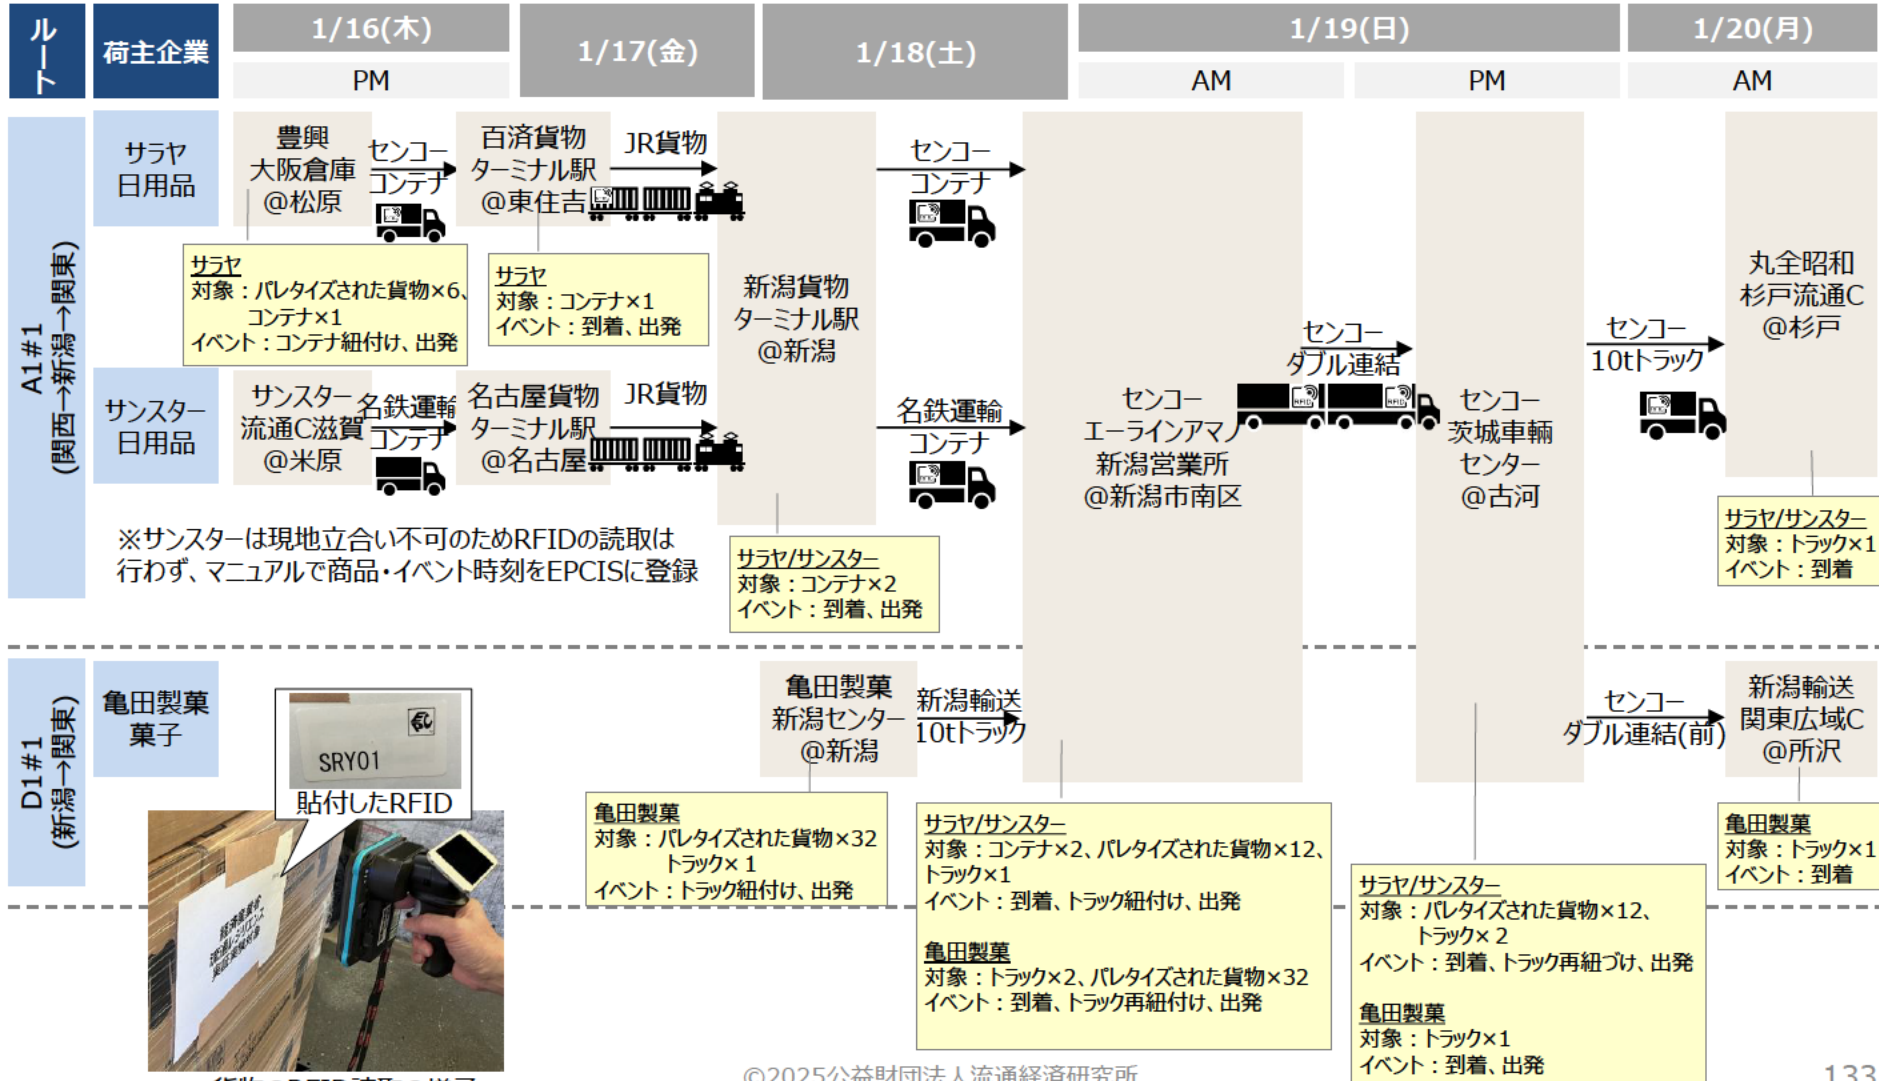 ルート
荷主企業
1/16(木)
PM
1/17(金)
1/18(土)
1/19(日)
AM
PM
1/20(月)
AM
A1#1
(関西→新潟→関東)
サラヤ
日用品
豊興
大阪倉庫
@松原
センコー
コンテナ
百済貨物
ターミナル駅
@東住吉
JR貨物
センコー
コンテナ
サラヤ
対象：パレタイズされた貨物×6、
コンテナ×1
イベント：コンテナ紐付け、出発
サラヤ
対象：コンテナ×1
イベント：到着、出発
新潟貨物
ターミナル駅
@新潟
サンスター
日用品
サンスター
流通C滋賀
@米原
名鉄運輸
コンテナ
名古屋貨物
ターミナル駅
@名古屋
JR貨物
名鉄運輸
コンテナ
センコー
エーラインアマノ
新潟営業所
@新潟市南区
センコー
ダブル連結
RFID
RFID
センコー
茨城車輌
センター
@古河
センコー
10tトラック
丸全昭和
杉戸流通C
@杉戸
※サンスターは現地立合い不可のためRFIDの読取は
行わず、マニュアルで商品・イベント時刻をEPCISに登録
サラヤ/サンスター
対象：コンテナ×2
イベント：到着、出発
サラヤ/サンスター
対象：トラック×1
イベント：到着
D1#1
(新潟→関東)
亀田製菓
菓子
SRY01
貼付したRFID
経済産業省
流通レジリエンス
実証実験対象
亀田製菓
新潟センター
@新潟
新潟輸送
10tトラック
センコー
ダブル連結(前)
新潟輸送
関東広域C
@所沢
亀田製菓
対象：パレタイズされた貨物×32
トラック×1
イベント：トラック紐付け、出発
サラヤ/サンスター
対象：コンテナ×2、パレタイズされた貨物×12、
トラック×1
イベント：到着、トラック紐付け、出発
亀田製菓
対象：トラック×2、パレタイズされた貨物×32
イベント：到着、トラック再紐付け、出発
サラヤ/サンスター
対象：パレタイズされた貨物×12、
トラック×2
イベント：到着、トラック再紐づけ、出発
亀田製菓
対象：トラック×1
イベント：到着、出発
亀田製菓
対象：トラック×1
イベント：到着
貨物のRFID読取の様子
©2025公益財団法人流通経済研究所
133